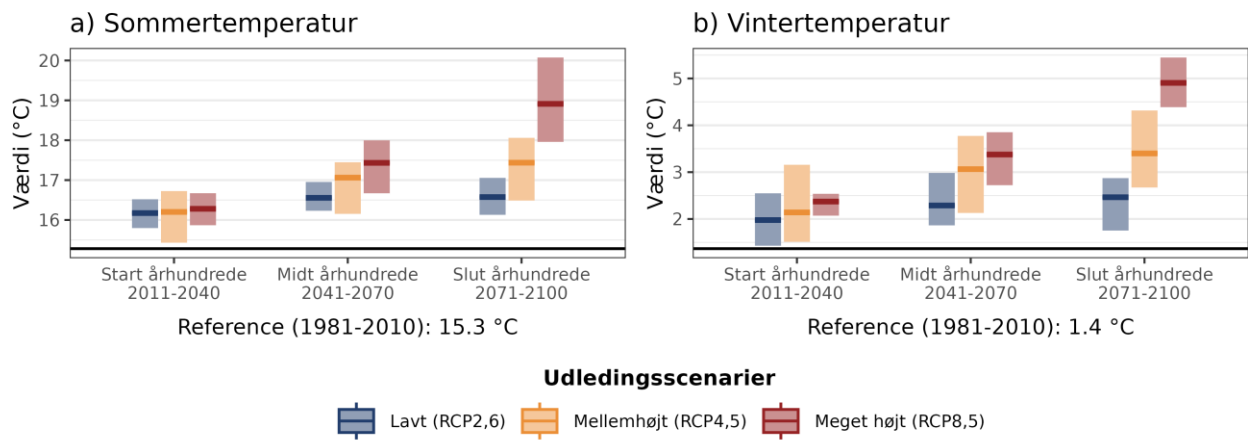 a) Sommertemperatur
Værdi (°C)
20
19
18
17
16
Start århundrede
2011-2040
Midt århundrede
2041-2070
Slut århundrede
2071-2100
Reference (1981-2010): 15.3 °C
b) Vintertemperatur
Værdi (°C)
5
4
3
2
Start århundrede
2011-2040
Midt århundrede
2041-2070
Slut århundrede
2071-2100
Reference (1981-2010): 1.4 °C
Udledingsscenarier
Lavt (RCP2,6)
Mellemhøjt (RCP4,5)
Meget højt (RCP8,5)